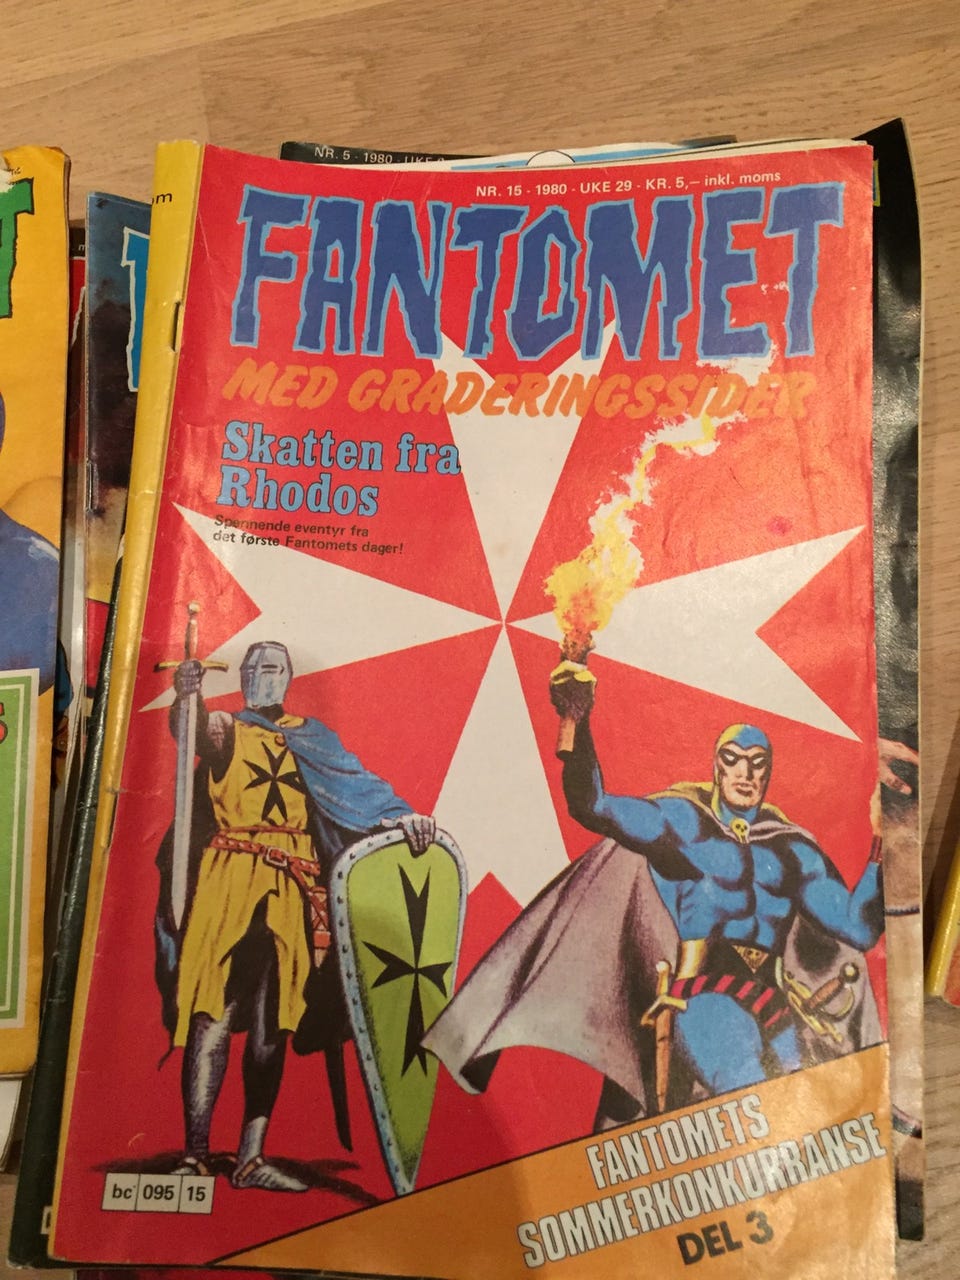 NR. 5 - 1980 - UKE
NR. 15 - 1980 - UKE 29 - KR. 5,– inkl. moms
FANTOMET
MED GRADERINGSSIDER
Skatten fra
Rhodos
Spennende eventyr fra
det første Fantomets dager!
FANTOMETS
SOMMERKONKURRANSE
DEL 3
bc 095 15